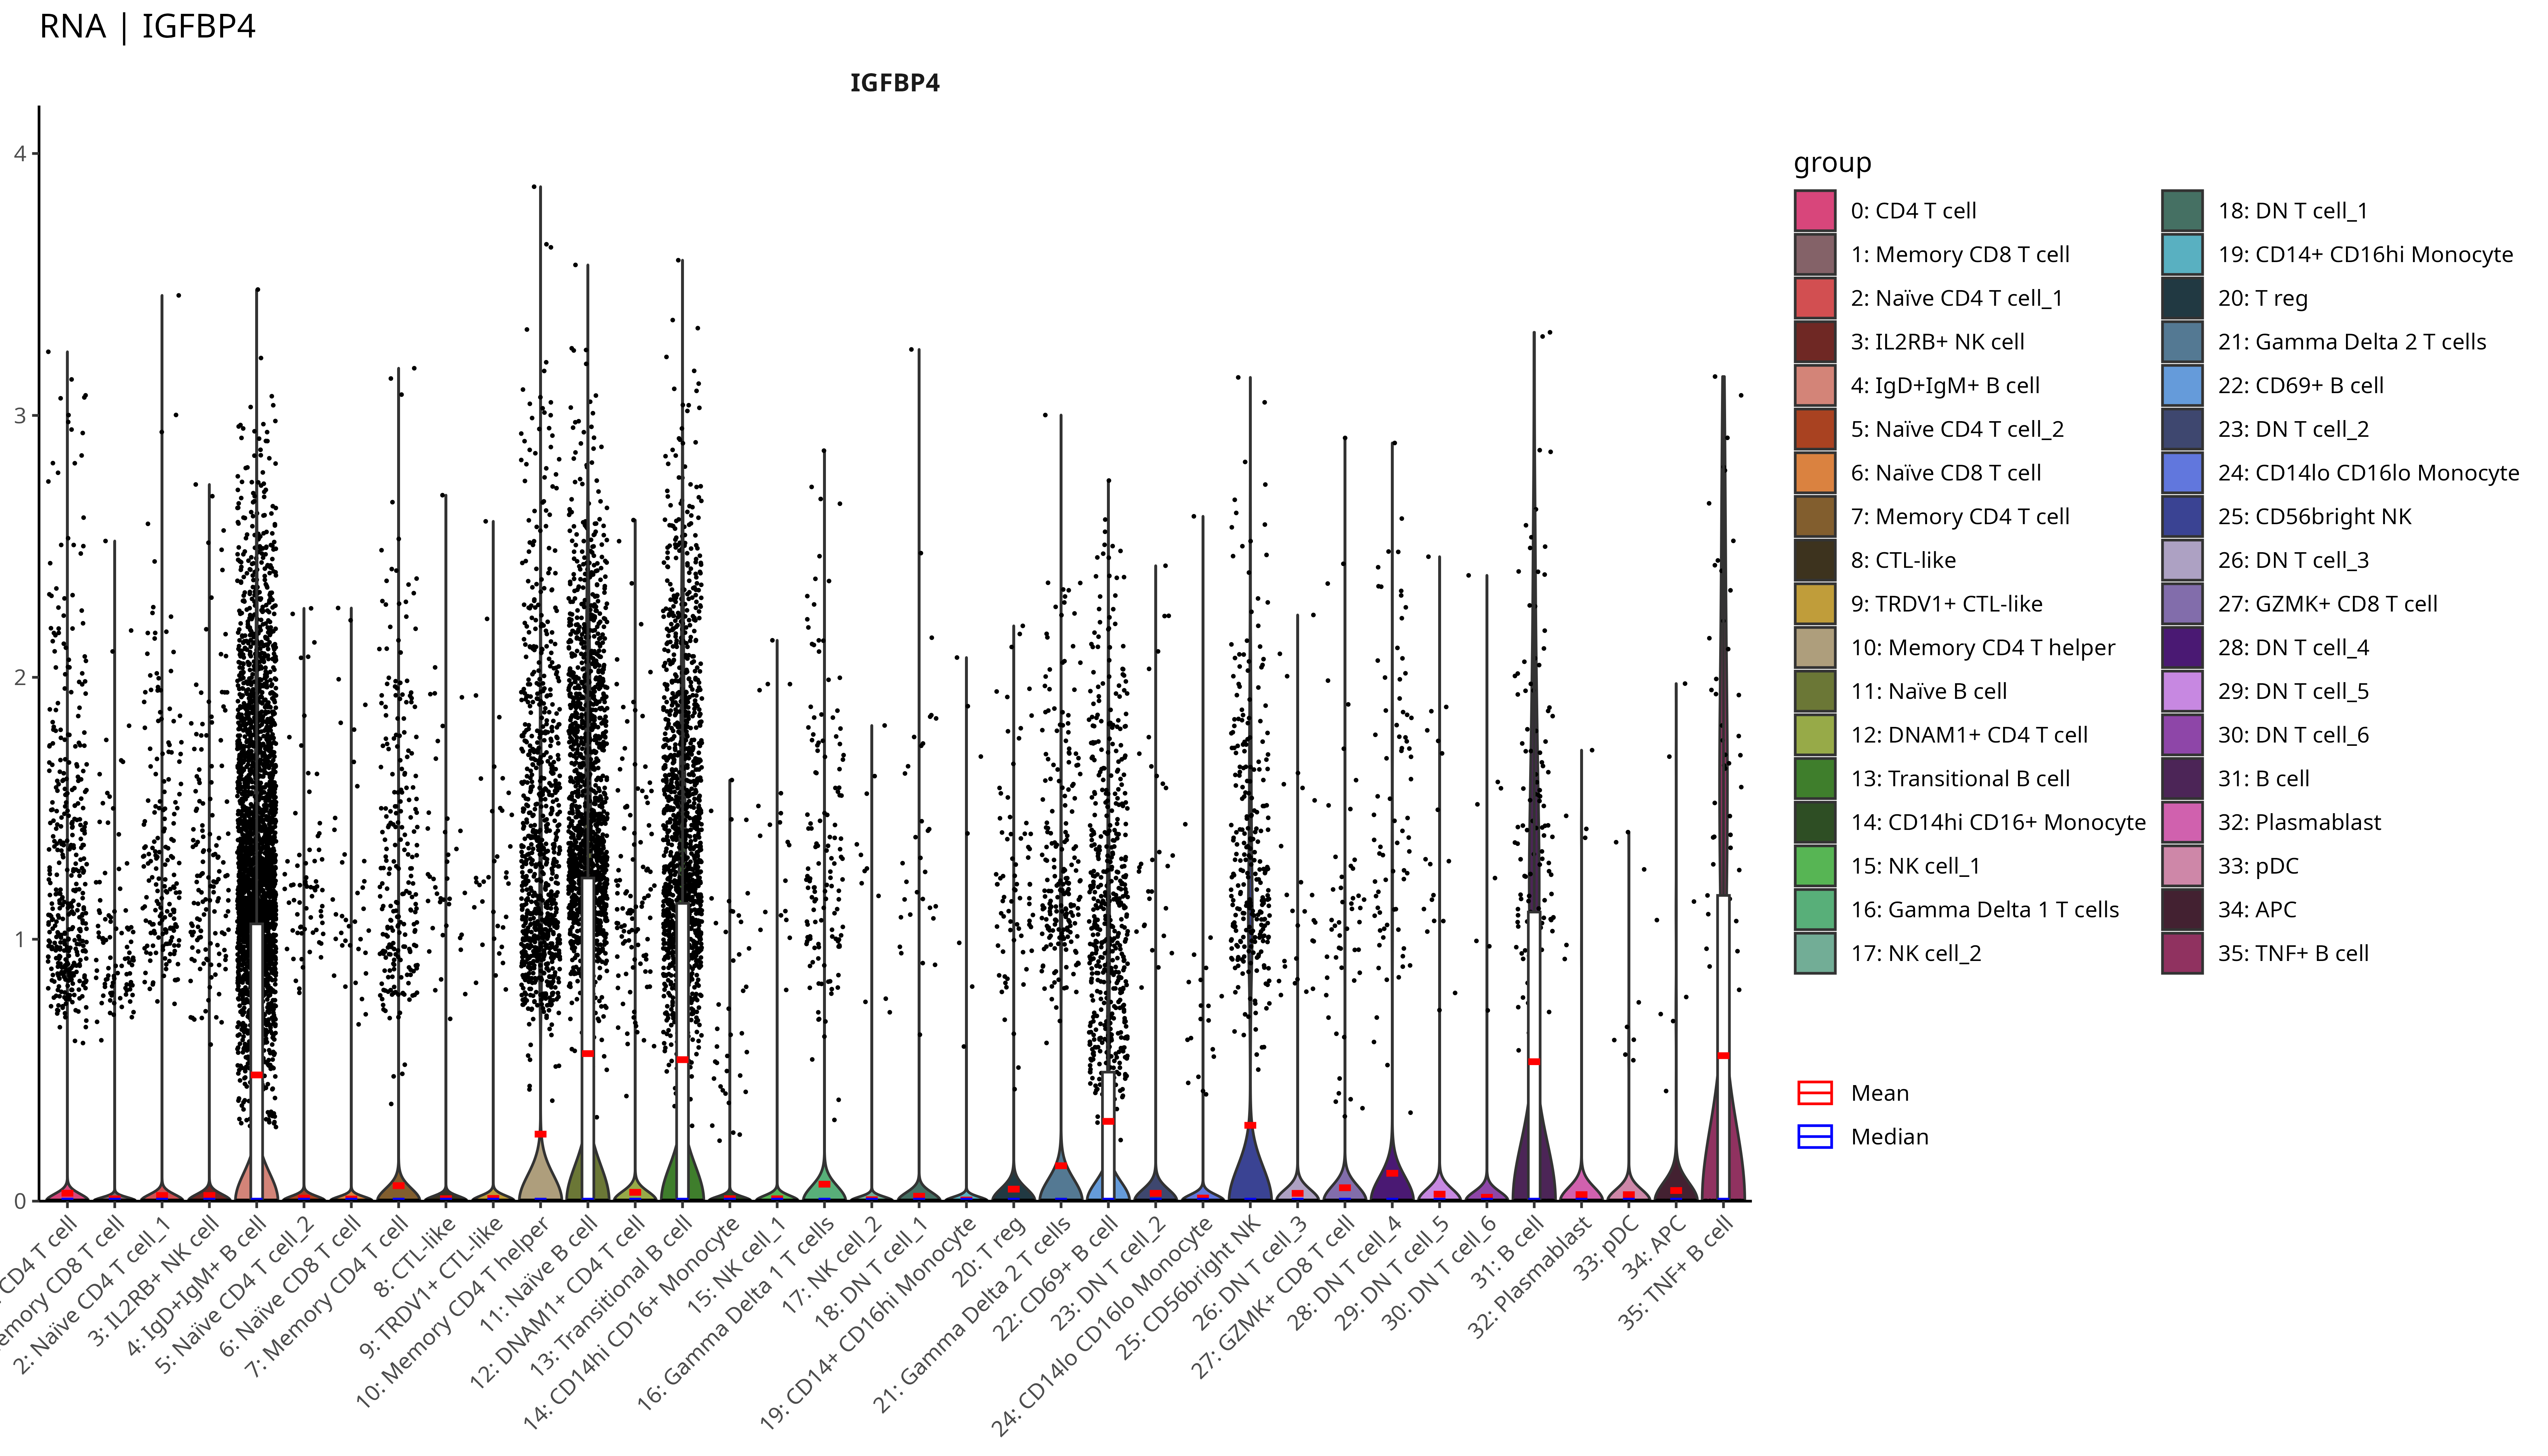 RNA | IGFBP4
IGFBP4
4
3
2
1
0
CD4 T cell
Memory CD8 T cell
2: Naïve CD4 T cell_1
3: IL2RB+ NK cell
4: IgD+IgM+ B cell
5: Naïve CD4 T cell_2
6: Naïve CD8 T cell
7: Memory CD4 T cell
8: CTL-like
9: TRDV1+ CTL-like
10: Memory CD4 T helper
11: Naïve B cell
12: DNAM1+ CD4 T cell
13: Transitional B cell
14: CD14hi CD16+ Monocyte
15: NK cell_1
16: Gamma Delta 1 T cells
17: NK cell_2
18: DN T cell_1
19: CD14+ CD16hi Monocyte
20: T reg
21: Gamma Delta 2 T cells
22: CD69+ B cell
23: DN T cell_2
24: CD14lo CD16lo Monocyte
25: CD56bright NK
26: DN T cell_3
27: GZMK+ CD8 T cell
28: DN T cell_4
29: DN T cell_5
30: DN T cell_6
31: B cell
32: Plasmablast
33: pDC
34: APC
35: TNF+ B cell
group
0: CD4 T cell
1: Memory CD8 T cell
2: Naïve CD4 T cell_1
3: IL2RB+ NK cell
4: IgD+IgM+ B cell
5: Naïve CD4 T cell_2
6: Naïve CD8 T cell
7: Memory CD4 T cell
8: CTL-like
9: TRDV1+ CTL-like
10: Memory CD4 T helper
11: Naïve B cell
12: DNAM1+ CD4 T cell
13: Transitional B cell
14: CD14hi CD16+ Monocyte
15: NK cell_1
16: Gamma Delta 1 T cells
17: NK cell_2
18: DN T cell_1
19: CD14+ CD16hi Monocyte
20: T reg
21: Gamma Delta 2 T cells
22: CD69+ B cell
23: DN T cell_2
24: CD14lo CD16lo Monocyte
25: CD56bright NK
26: DN T cell_3
27: GZMK+ CD8 T cell
28: DN T cell_4
29: DN T cell_5
30: DN T cell_6
31: B cell
32: Plasmablast
33: pDC
34: APC
35: TNF+ B cell
Mean
Median